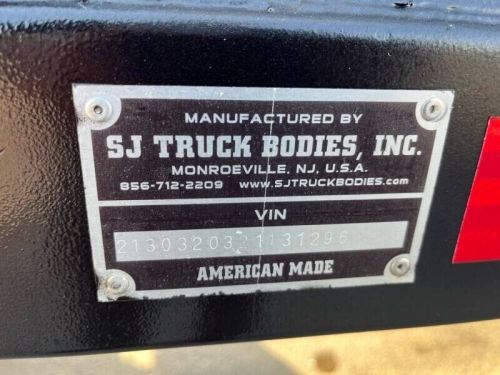 MANUFACTURED BY
SJ TRUCK BODIES, INC.
MONROEVILLE, NJ, U.S.A.
856-712-2209 www.SJTRUCKBODIES.com
VIN
AMERICAN MADE